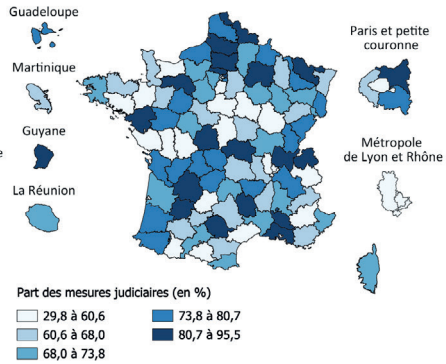 Guadeloupe
Martinique
Guyane
e
La Réunion
Paris et petite
couronne
Métropole
de Lyon et Rhône
Part des mesures judiciaires (en %)
29,8 à 60,6
60,6 à 68,0
68,0 à 73,8
73,8 à 80,7
80,7 à 95,5